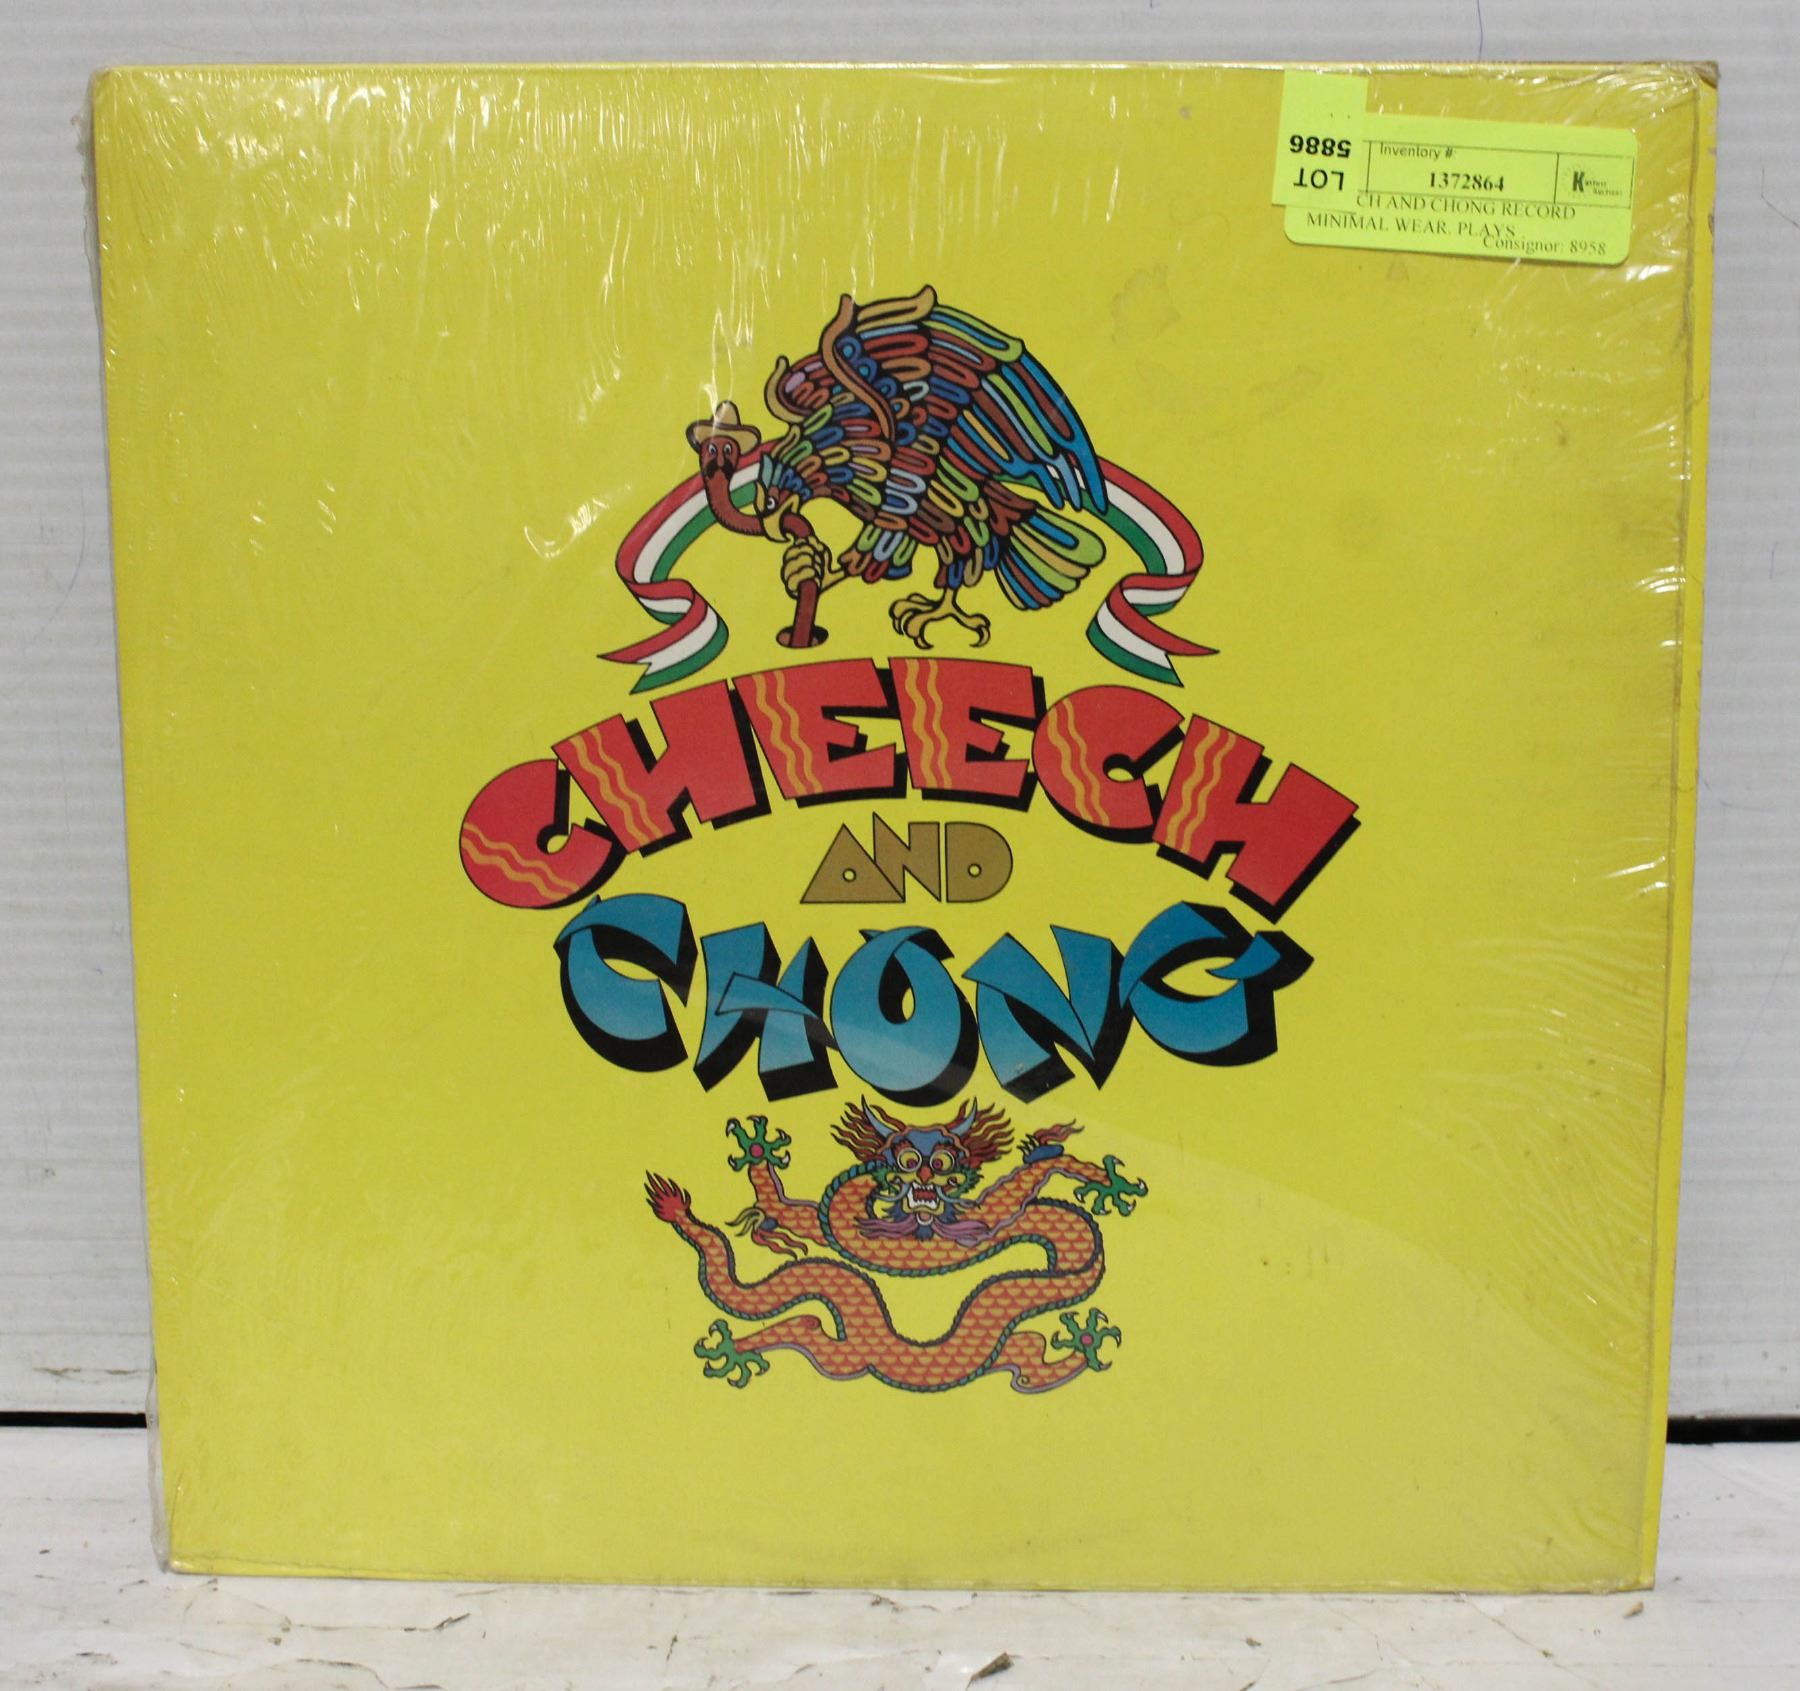 LOT
5886
Inventory #:
1372864
CH AND CHONG RECORD
MINIMAL WEAR. PLAYS
Consignor: 8958
CHEECH
AND
CHONG